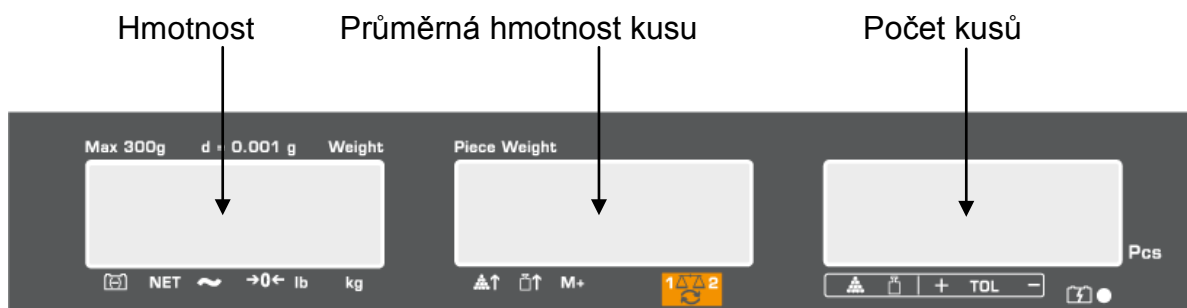 Hmotnost Průměrná hmotnost kusu Počet kusů
Max 300g d = 0.001 g Weight Piece Weight
Pcs
NET →0← lb kg M+ 1 2 + TOL −